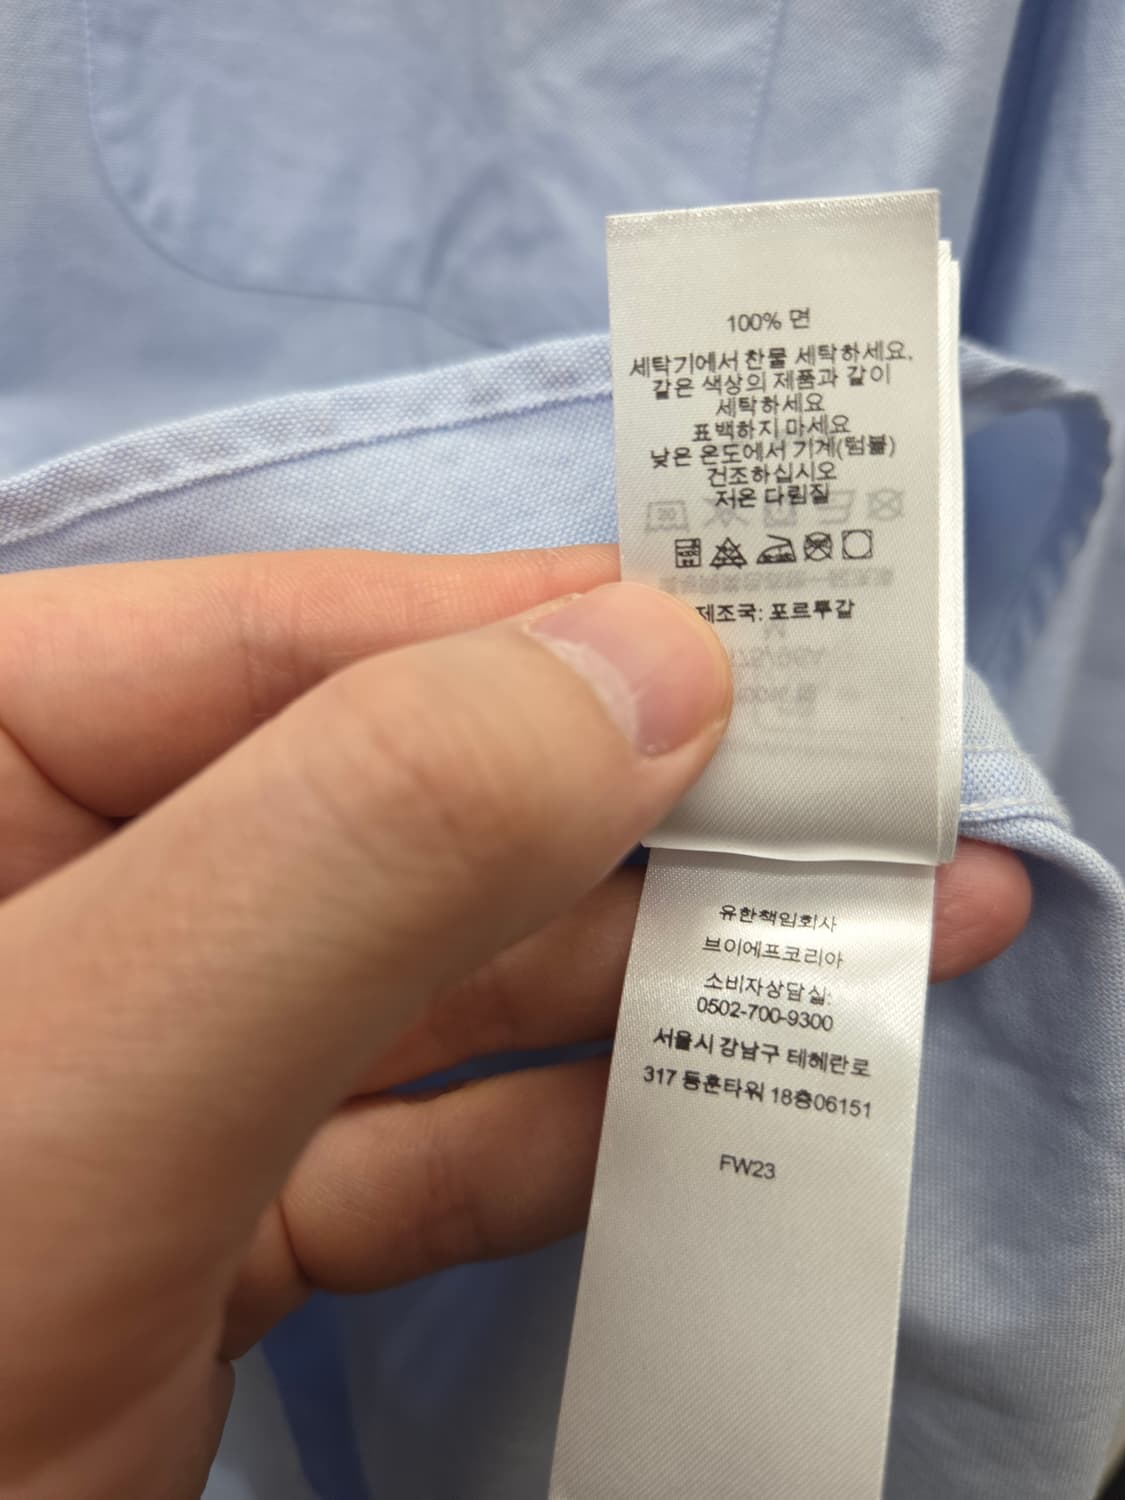 100% 면
세탁기에서 찬물 세탁하세요,
같은 색상의 제품과 같이
세탁하세요
표백하지 마세요
낮은 온도에서 기계(텀블)
건조하십시오
저온 다림질
제조국: 포르투갈
유한책임회사
브이에프코리아
소비자상담실:
0502-700-9300
서울시 강남구 테헤란로
317 동훈타워 18층06151
FW23